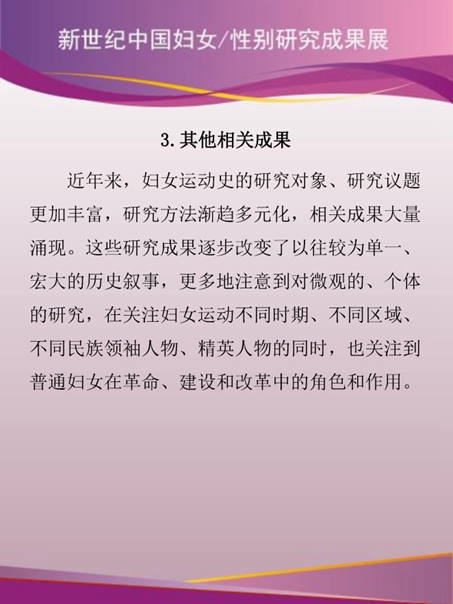 新世纪中国妇女/性别研究成果展
3.其他相关成果
近年来，妇女运动史的研究对象、研究议题
更加丰富，研究方法渐趋多元化，相关成果大量
涌现。这些研究成果逐步改变了以往较为单一、
宏大的历史叙事，更多地注意到对微观的、个体
的研究，在关注妇女运动不同时期、不同区域、
不同民族领袖人物、精英人物的同时，也关注到
普通妇女在革命、建设和改革中的角色和作用。